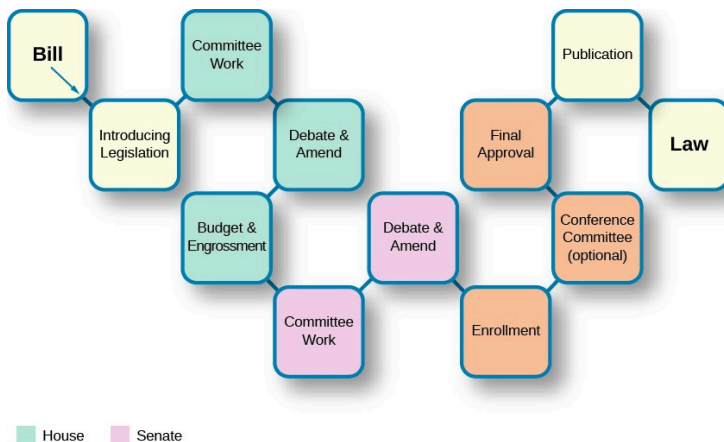 Bill
Introducing
Legislation
Committee
Work
Debate &
Amend
Budget &
Engrossment
Committee
Work
Debate &
Amend
Enrollment
Conference
Committee
(optional)
Final
Approval
Publication
Law
House
Senate